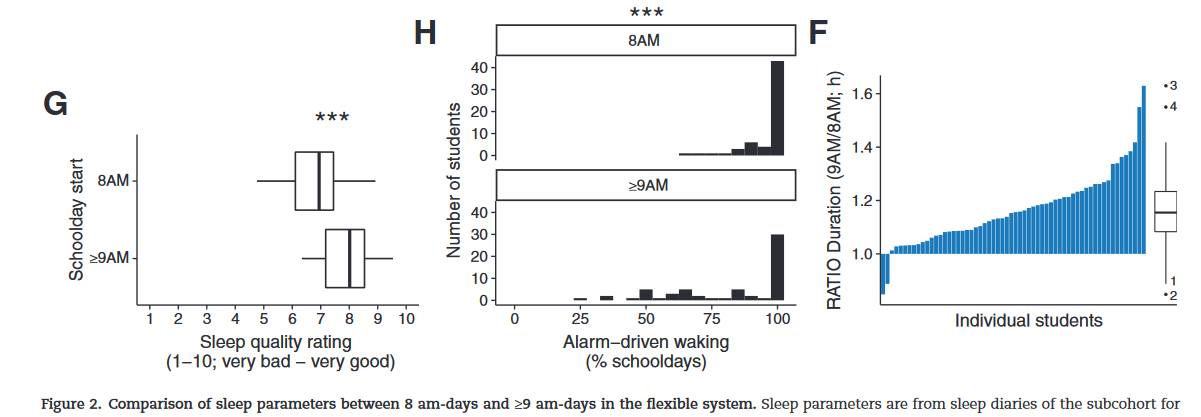 G
***
Schoolday start
8AM
≥9AM
1 2 3 4 5 6 7 8 9 10
Sleep quality rating
(1–10; very bad – very good)
H
***
8AM
Number of students
40
30
20
10
0
≥9AM
40
30
20
10
0
0 25 50 75 100
Alarm–driven waking
(% schooldays)
F
RATIO Duration (9AM/8AM; h)
1.6
1.4
1.2
1.0
3
4
1
2
Individual students
Figure 2. Comparison of sleep parameters between 8 am-days and ≥9 am-days in the flexible system. Sleep parameters are from sleep diaries of the subcohort for